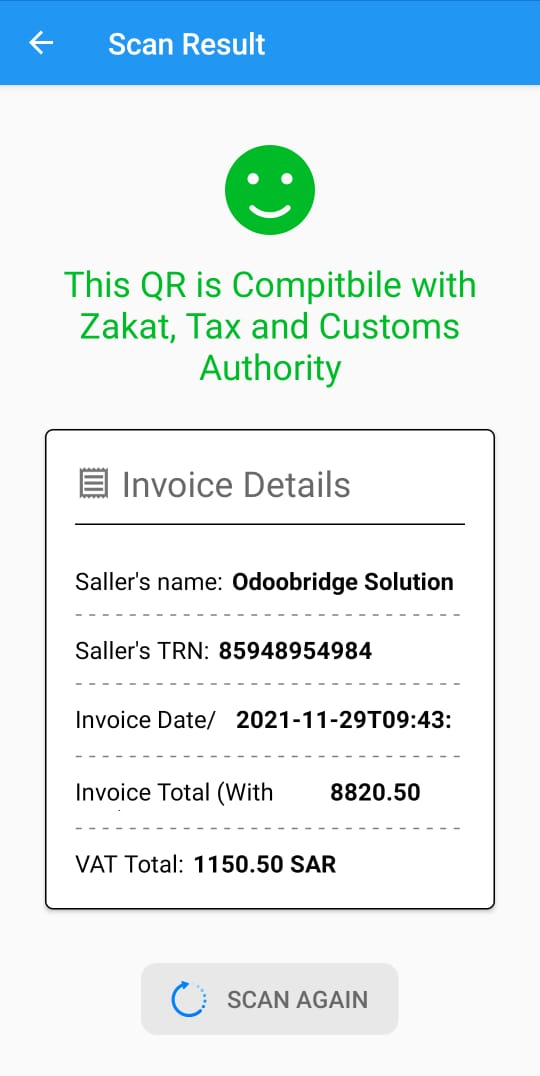 Scan Result
This QR is Compitbile with
Zakat, Tax and Customs
Authority
Invoice Details
Saller's name: Odoobridge Solution
Saller's TRN: 85948954984
Invoice Date/ 2021-11-29T09:43:
Invoice Total (With 8820.50
VAT Total: 1150.50 SAR
SCAN AGAIN